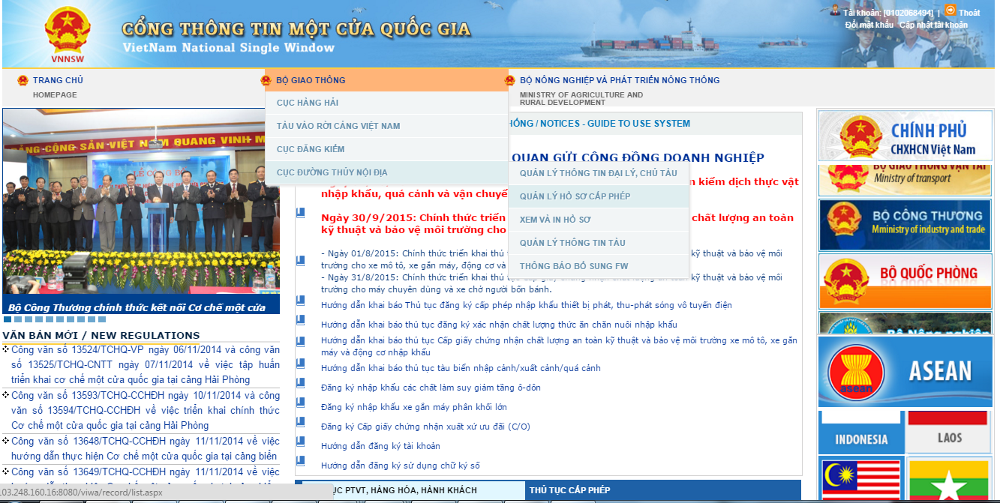 Tài khoản: [0102068494] | Thoát
Đổi mật khẩu Cập nhật tài khoản
VNNSW
CỔNG THÔNG TIN MỘT CỬA QUỐC GIA
VietNam National Single Window
TRANG CHỦ
HOMEPAGE
BỘ GIAO THÔNG
BỘ NÔNG NGHIỆP VÀ PHÁT TRIỂN NÔNG THÔNG
MINISTRY OF AGRICULTURE AND
RURAL DEVELOPMENT
CỤC HÀNG HẢI
TÀU VÀO RỜI CẢNG VIỆT NAM
CỤC ĐĂNG KIỂM
CỤC ĐƯỜNG THỦY NỘI ĐỊA
QUẢN LÝ THÔNG TIN ĐẠI LÝ, CHỦ TÀU
QUẢN LÝ HỒ SƠ CẤP PHÉP
XEM VÀ IN HỒ SƠ
QUẢN LÝ THÔNG TIN TÀU
THÔNG BÁO BỔ SUNG FW
ĐẢNG CỘNG SẢN VIỆT NAM QUANG VINH
LỄ CÔNG BỐ
Bộ Công Thương chính thức kết nối Cơ chế một cửa
VĂN BẢN MỚI / NEW REGULATIONS
Công văn số 13524/TCHQ-VP ngày 06/11/2014 và công văn
số 13525/TCHQ-CNTT ngày 07/11/2014 về việc tập huấn
triển khai cơ chế một cửa quốc gia tại cảng Hải Phòng
Công văn số 13593/TCHQ-CCHĐH ngày 10/11/2014 và công
văn số 13594/TCHQ-CCHĐH về việc triển khai chính thức
Cơ chế một cửa quốc gia tại cảng Hải Phòng
Công văn số 13648/TCHQ-CCHĐH ngày 11/11/2014 về việc
hướng dẫn thực hiện Cơ chế một cửa quốc gia tại cảng biển
Công văn số 13649/TCHQ-CCHĐH ngày 11/11/2014 về việc
03.248.160.16:8080/viwa/record/list.aspx
/ NOTICES - GUIDE TO USE SYSTEM
QUAN GỬI CỘNG ĐỒNG DOANH NGHIỆP
kiểm dịch thực vật
nhập khẩu, quá cảnh và vận
Ngày 30/9/2015: Chính thức triển chất lượng an toàn
kỹ thuật và bảo vệ môi trường cho
- Ngày 01/8/2015: Chính thức triển khai thủ kỹ thuật và bảo vệ môi
trường cho xe mô tô, xe gắn máy, động cơ và
- Ngày 31/8/2015: Chính thức triển khai thủ tục cấp giấy chứng nhận chất lượng an toàn kỹ thuật và bảo vệ môi
trường cho máy chuyên dùng và xe chở người bốn bánh.
Hướng dẫn khai báo Thủ tục đăng ký cấp phép nhập khẩu thiết bị phát, thu-phát sóng vô tuyến điện
Hướng dẫn khai báo thủ tục đăng ký xác nhận chất lượng thức ăn chăn nuôi nhập khẩu
Hướng dẫn khai báo thủ tục Cấp giấy chứng nhận chất lượng an toàn kỹ thuật và bảo vệ môi trường xe mô tô, xe gắn
máy và động cơ nhập khẩu
Hướng dẫn khai báo thủ tục tàu biển nhập cảnh/xuất cảnh/quá cảnh
Đăng ký nhập khẩu các chất làm suy giảm tầng ô-dôn
Đăng ký nhập khẩu xe gắn máy phân khối lớn
Đăng ký Cấp giấy chứng nhận xuất xứ ưu đãi (C/O)
Hướng dẫn đăng ký tài khoản
Hướng dẫn đăng ký sử dụng chữ ký số
PTVT, HÀNG HÓA, HÀNH KHÁCH
THỦ TỤC CẤP PHÉP
CHÍNH PHỦ
CHXHCN Việt Nam
BỘ GIAO THÔNG VẬN TẢI
Ministry of transport
BỘ CÔNG THƯƠNG
Mministry of industry and trade
BỘ QUỐC PHÒNG
Bộ Nông nghiệp
asean
ASEAN
INDONESIA
LAOS